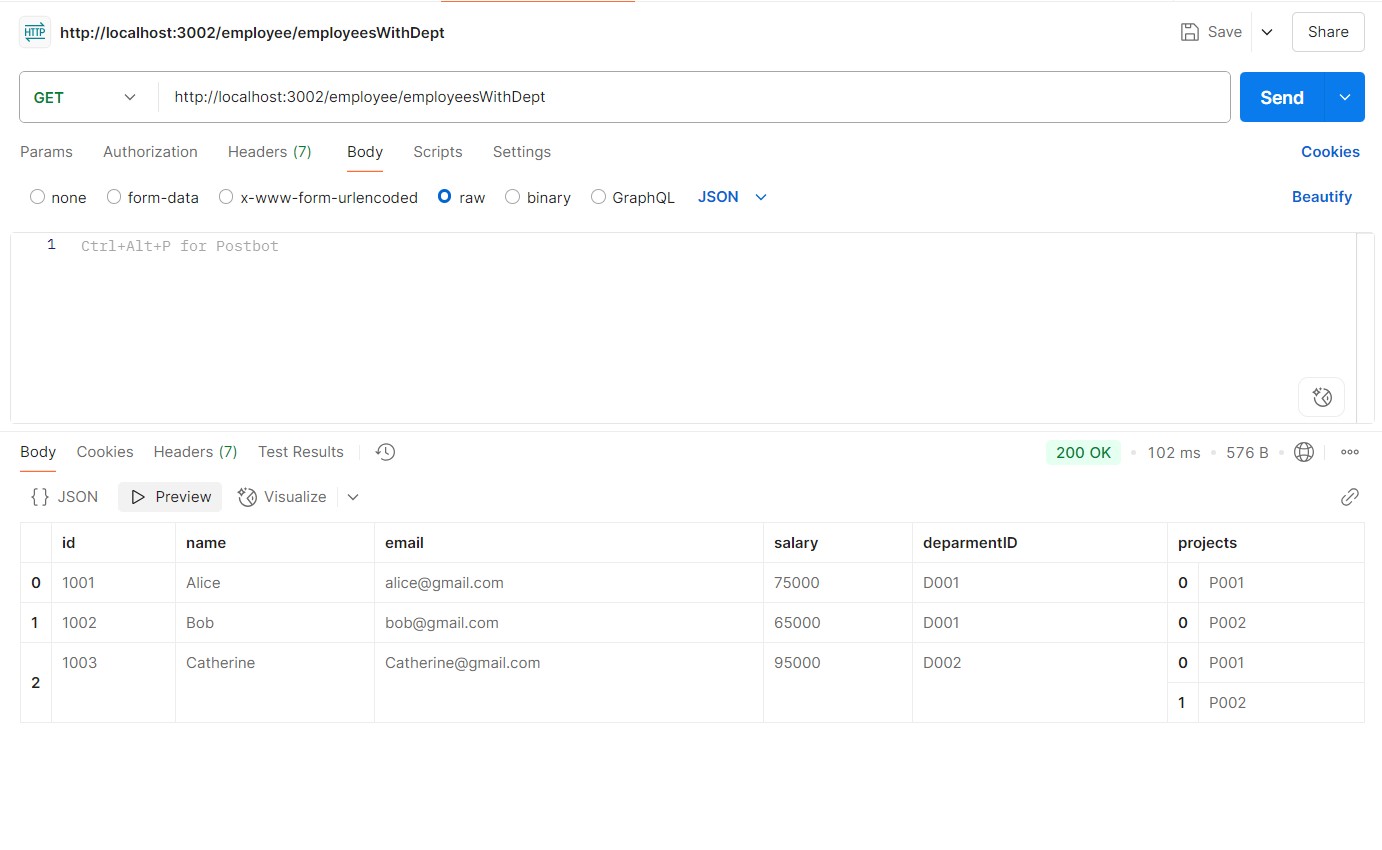 HTTP http://localhost:3002/employee/employeesWithDept Save Share
GET http://localhost:3002/employee/employeesWithDept Send
Params Authorization Headers (7) Body Scripts Settings Cookies
none form-data x-www-form-urlencoded raw binary GraphQL JSON Beautify
1 Ctrl+Alt+P for Postbot
Body Cookies Headers (7) Test Results 200 OK 102 ms 576 B
{} JSON Preview Visualize
id name email salary deparmentID projects
0 1001 Alice alice@gmail.com 75000 D001 0 P001
1 1002 Bob bob@gmail.com 65000 D001 0 P002
2 1003 Catherine Catherine@gmail.com 95000 D002 0 P001
1 P002